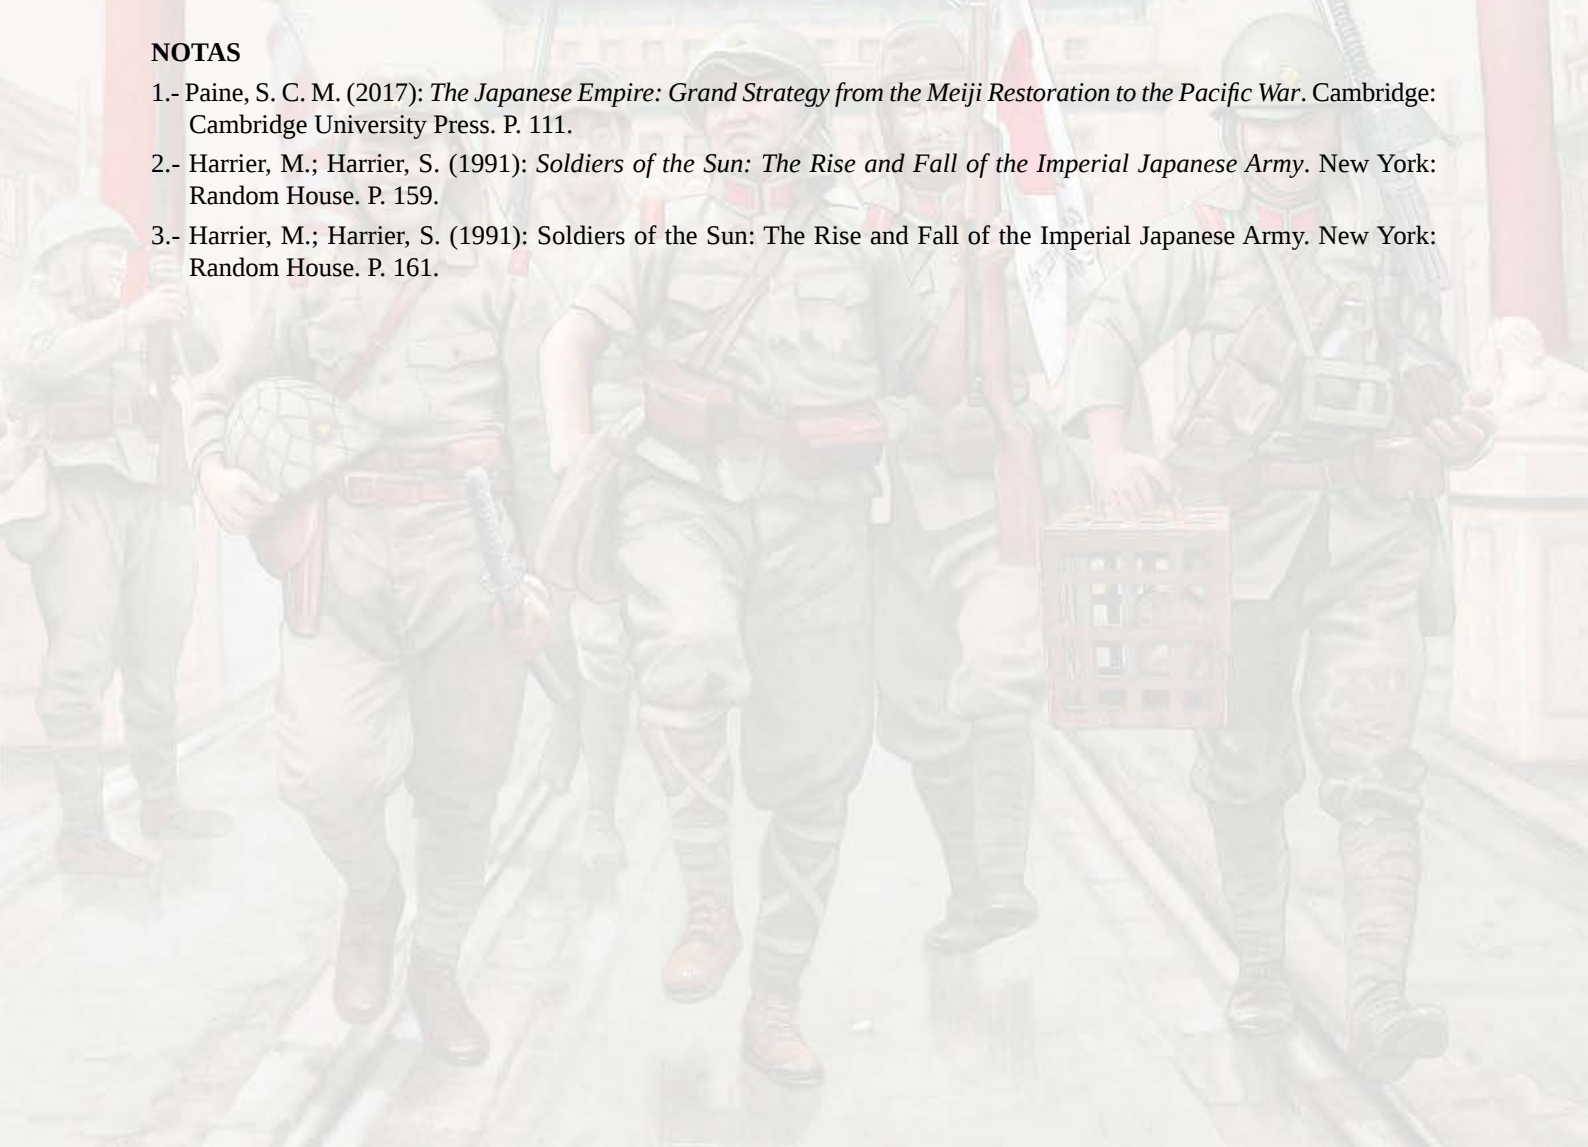 NOTAS
1.- Paine, S. C. M. (2017): The Japanese Empire: Grand Strategy from the Meiji Restoration to the Pacific War. Cambridge:
Cambridge University Press. P. 111.
2.- Harrier, M.; Harrier, S. (1991): Soldiers of the Sun: The Rise and Fall of the Imperial Japanese Army. New York:
Random House. P. 159.
3.- Harrier, M.; Harrier, S. (1991): Soldiers of the Sun: The Rise and Fall of the Imperial Japanese Army. New York:
Random House. P. 161.